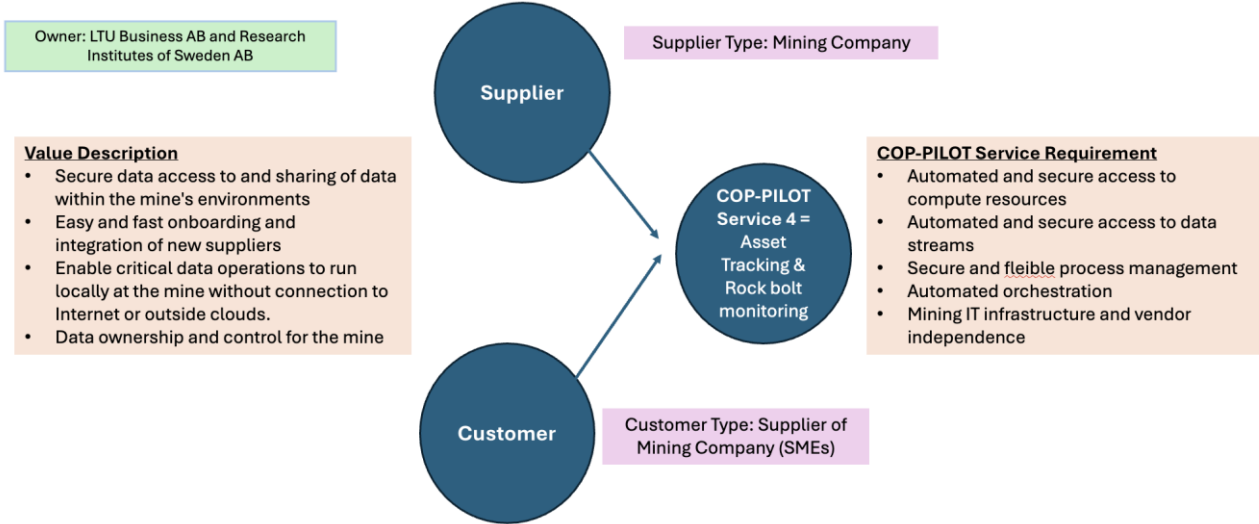 Owner: LTU Business AB and Research
Institutes of Sweden AB
Supplier
Supplier Type: Mining Company
Value Description
• Secure data access to and sharing of data
within the mine's environments
• Easy and fast onboarding and
integration of new suppliers
• Enable critical data operations to run
locally at the mine without connection to
Internet or outside clouds.
• Data ownership and control for the mine
COP-PILOT
Service 4 =
Asset
Tracking &
Rock bolt
monitoring
COP-PILOT Service Requirement
• Automated and secure access to
compute resources
• Automated and secure access to data
streams
• Secure and fleible process management
• Automated orchestration
• Mining IT infrastructure and vendor
independence
Customer
Customer Type: Supplier of
Mining Company (SMEs)